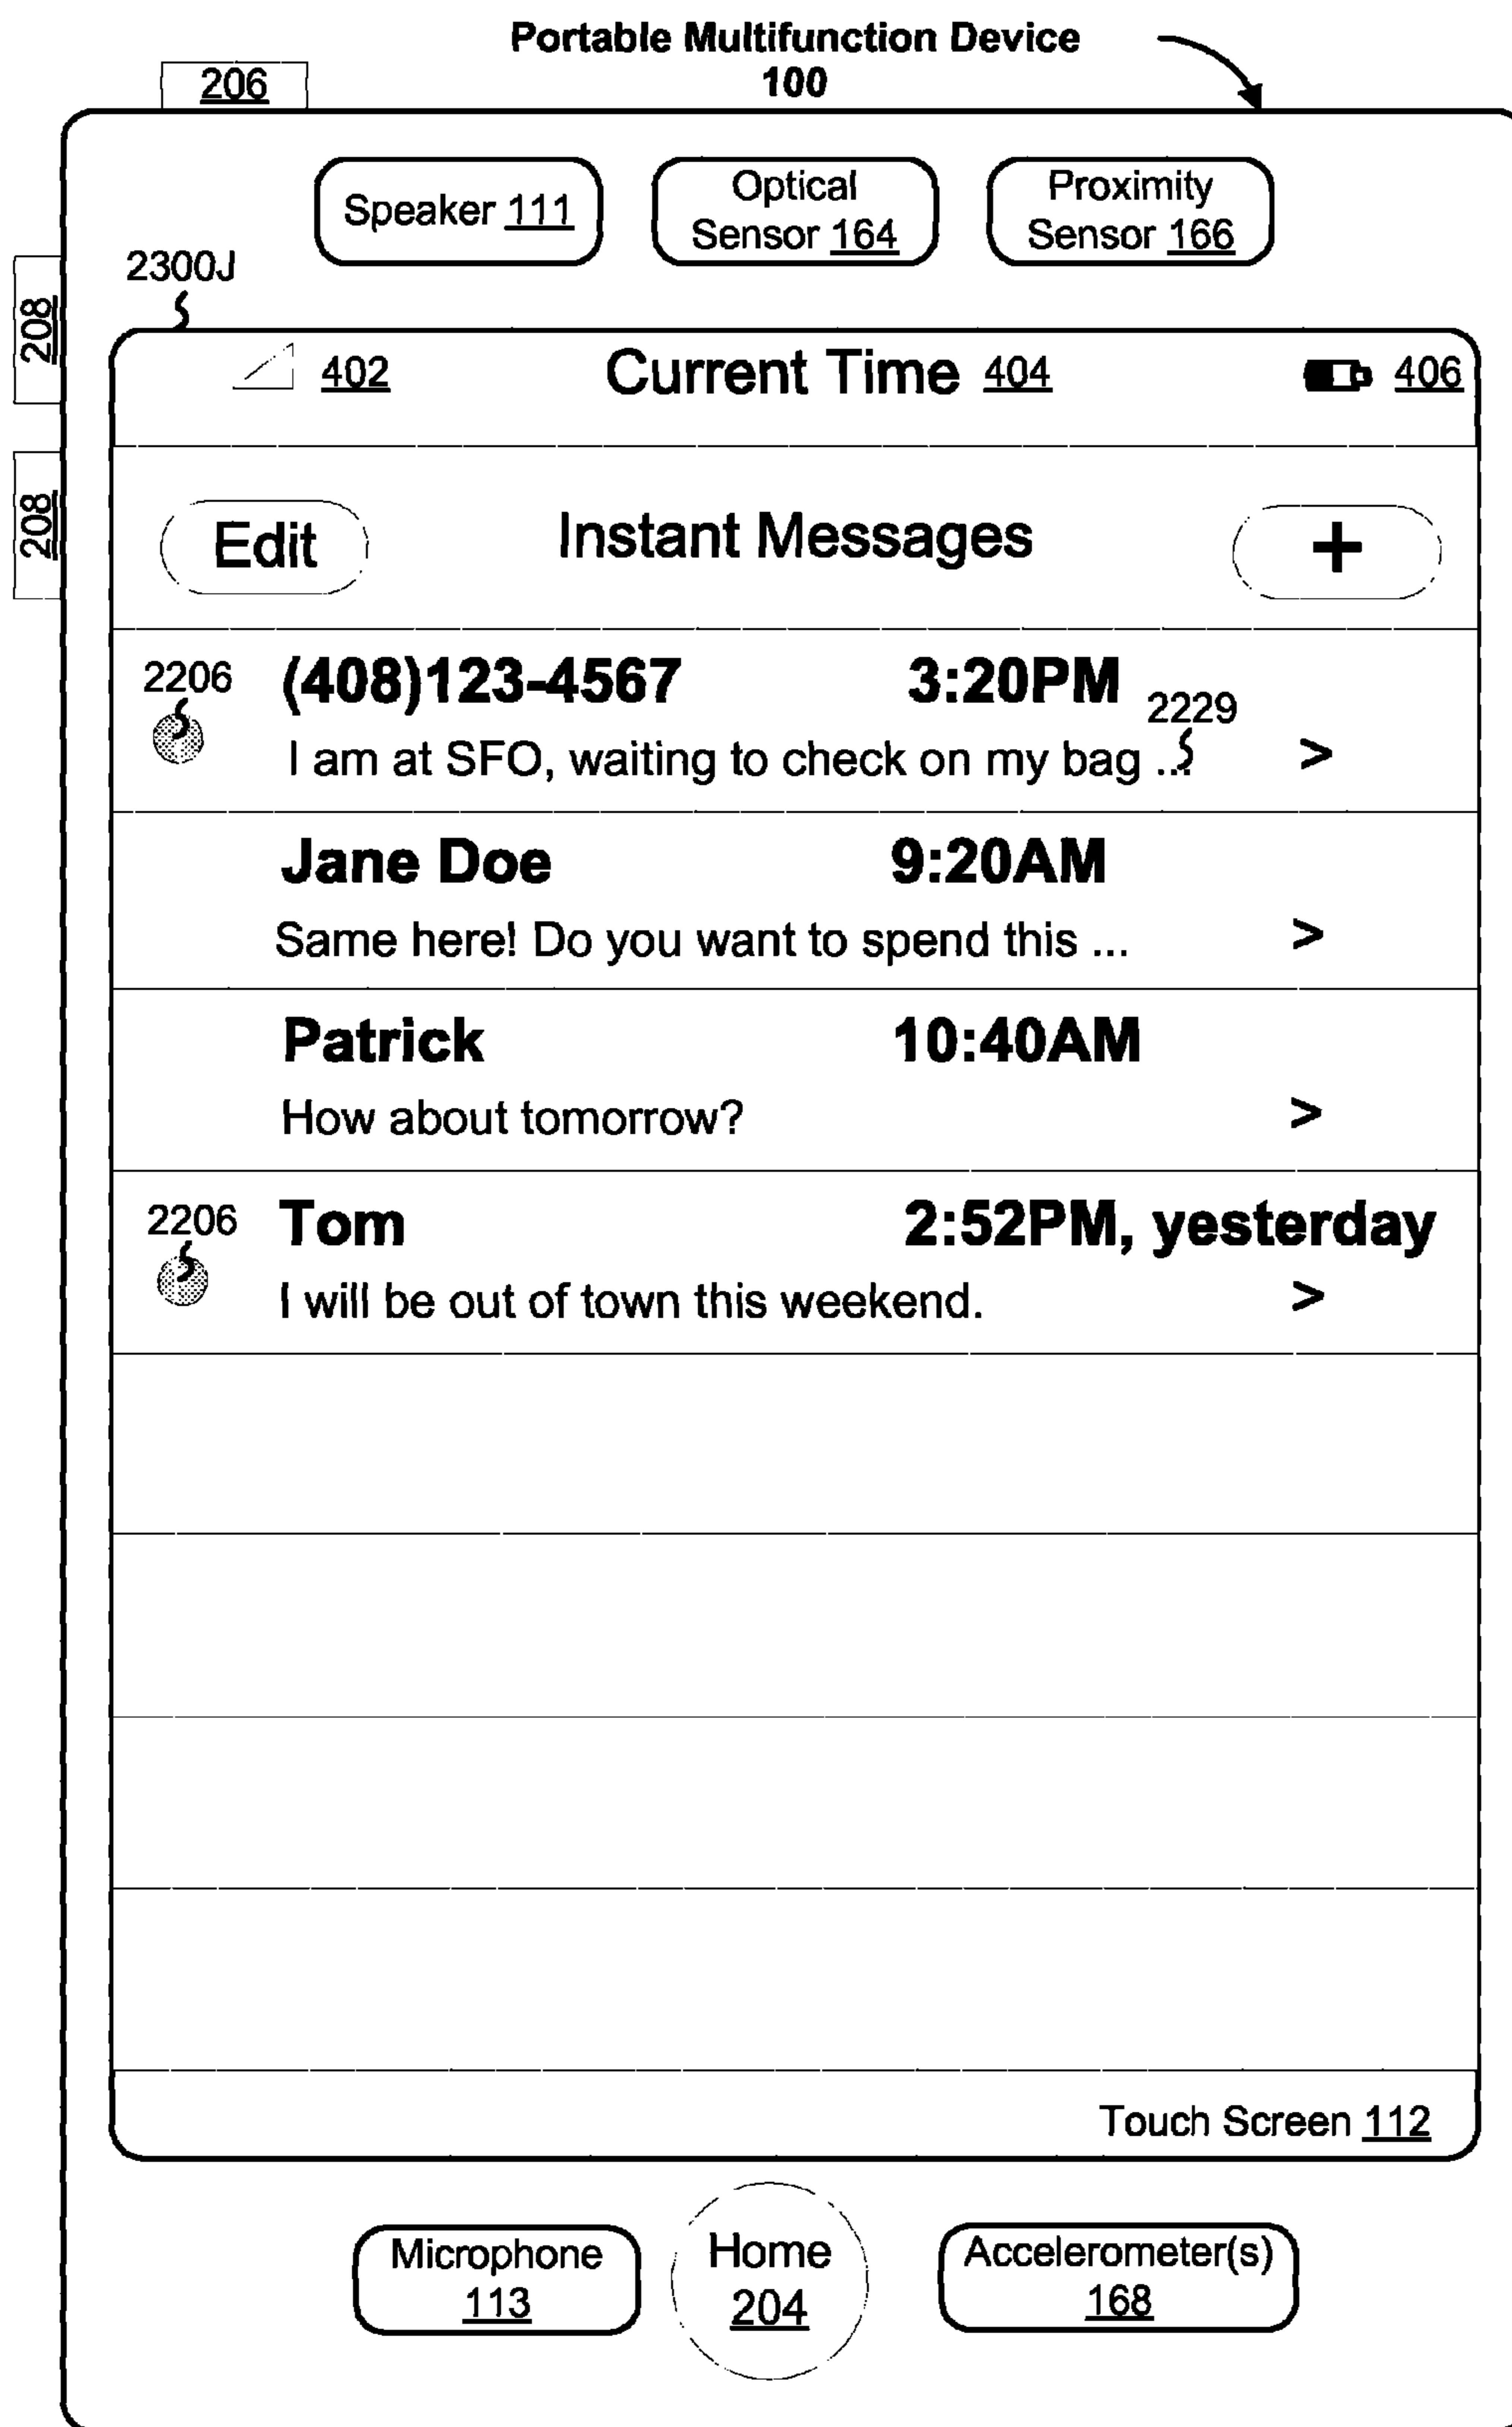 Portable Multifunction Device
100
206
Speaker 111
Optical
Sensor 164
Proximity
Sensor 166
2300J
208
208
402
Current Time 404
406
Edit
Instant Messages
+
2206
(408)123-4567
3:20PM
2229
I am at SFO, waiting to check on my bag ...
>
Jane Doe
9:20AM
Same here! Do you want to spend this ...
>
Patrick
10:40AM
How about tomorrow?
>
2206
Tom
2:52PM, yesterday
I will be out of town this weekend.
>
Touch Screen 112
Microphone
113
Home
204
Accelerometer(s)
168